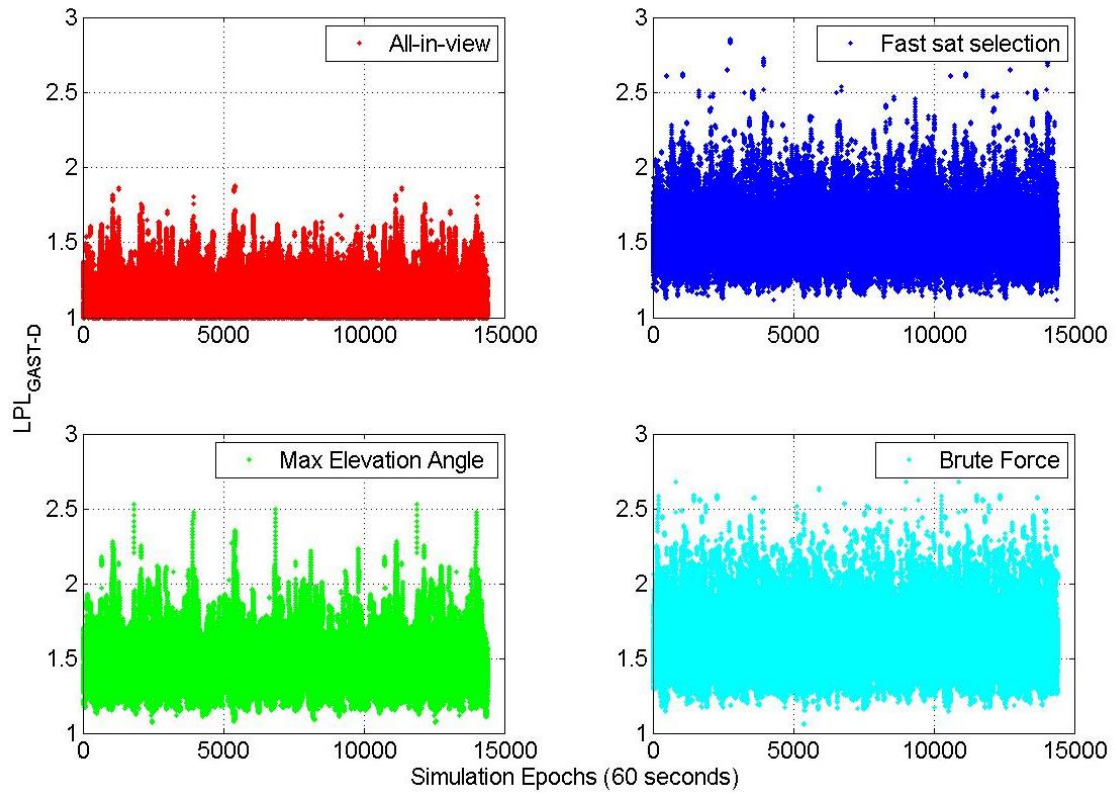 3
2.5
2
1.5
1
0 5000 10000 15000
All-in-view
3
2.5
2
1.5
1
0 5000 10000 15000
Fast sat selection
LPL GAST-D
3
2.5
2
1.5
1
0 5000 10000 15000
Max Elevation Angle
3
2.5
2
1.5
1
0 5000 10000 15000
Brute Force
Simulation Epochs (60 seconds)